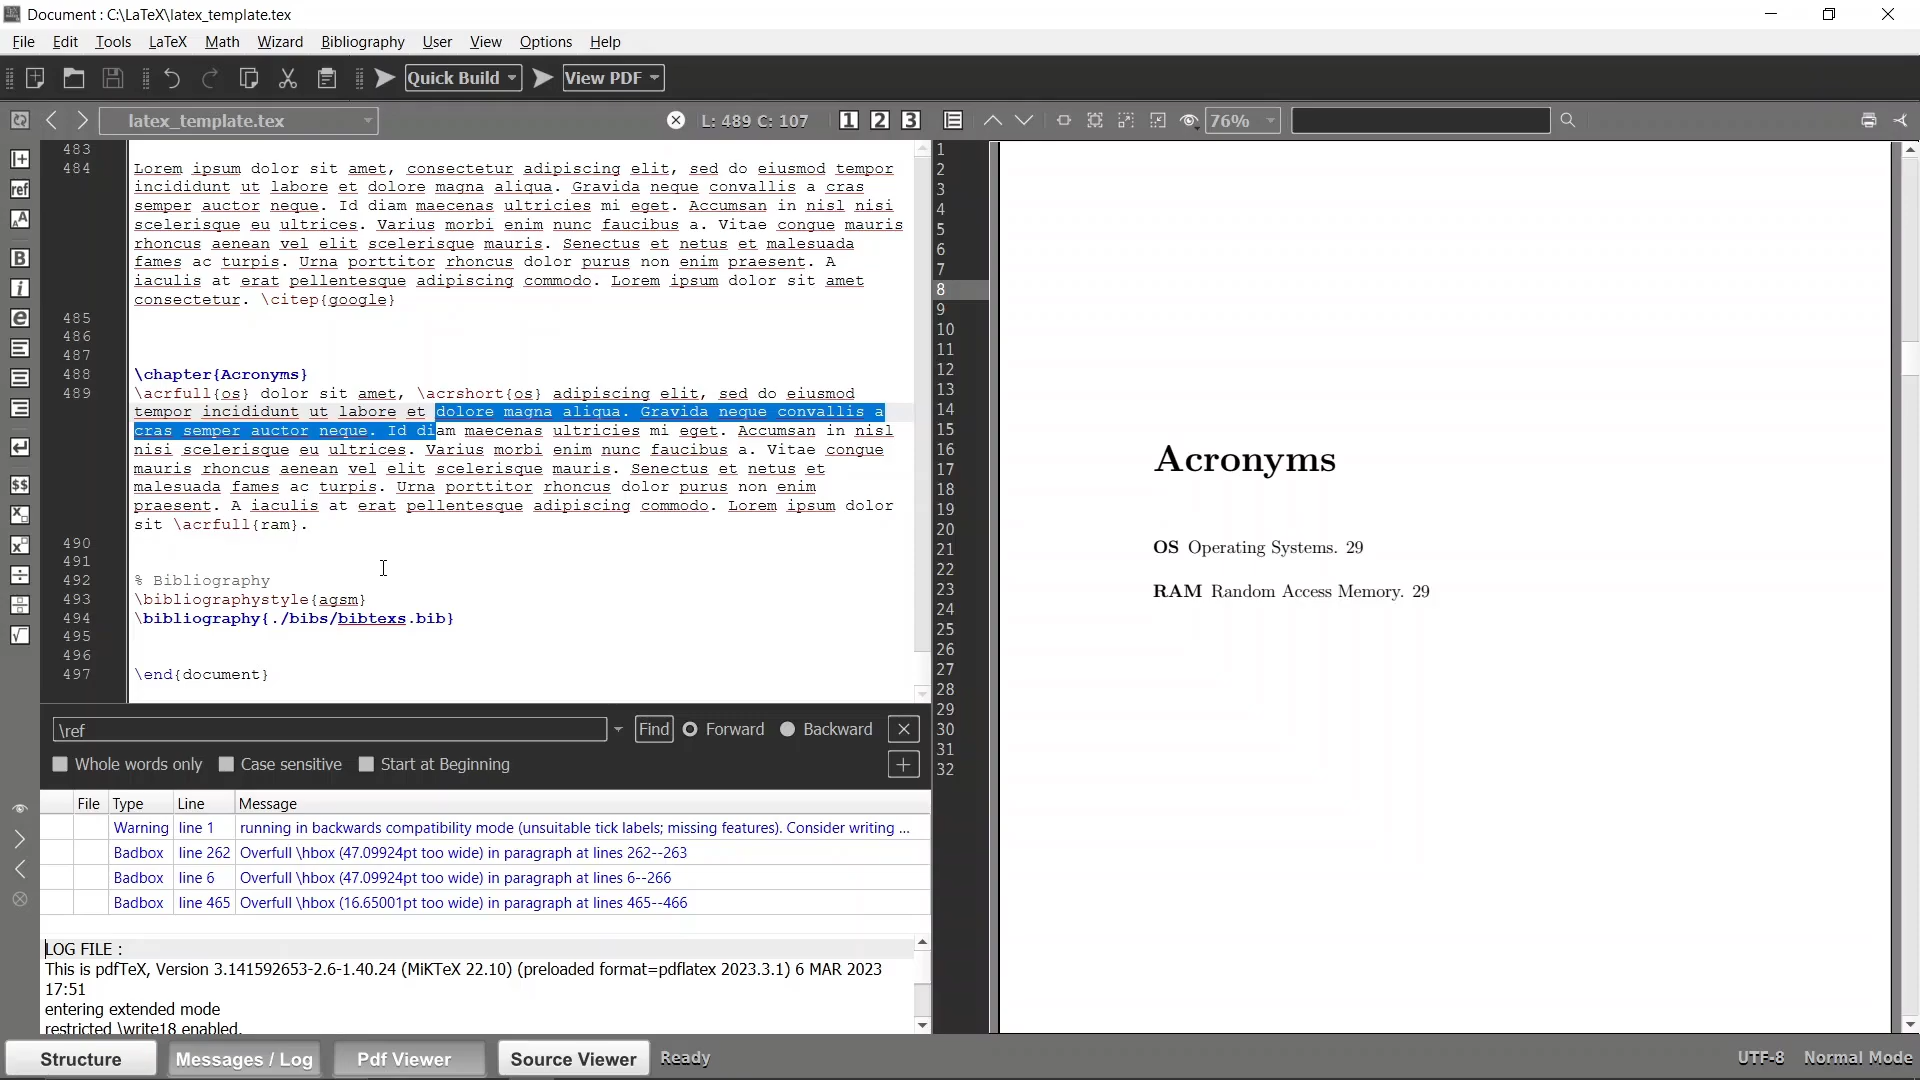 Document : C:\LaTeX\latex_template.tex
File Edit Tools LaTeX Math Wizard Bibliography User View Options Help
Quick Build View PDF
latex_template.tex L: 489 C: 107 1 2 3 76%
483
484 Lorem ipsum dolor sit amet, consectetur adipiscing elit, sed do eiusmod tempor
incididunt ut labore et dolore magna aliqua. Gravida neque convallis a cras
semper auctor neque. Id diam maecenas ultricies mi eget. Accumsan in nisl nisi
scelerisque eu ultrices. Varius morbi enim nunc faucibus a. Vitae congue mauris
rhoncus aenean vel elit scelerisque mauris. Senectus et netus et malesuada
fames ac turpis. Urna porttitor rhoncus dolor purus non enim praesent. A
iaculis at erat pellentesque adipiscing commodo. Lorem ipsum dolor sit amet
consectetur. \citep{google}
485
486
487
488 \chapter{Acronyms}
489 \acrfull{os} dolor sit amet, \acrshort{os} adipiscing elit, sed do eiusmod
tempor incididunt ut labore et dolore magna aliqua. Gravida neque convallis a
cras semper auctor neque. Id diam maecenas ultricies mi eget. Accumsan in nisl
nisi scelerisque eu ultrices. Varius morbi enim nunc faucibus a. Vitae congue
mauris rhoncus aenean vel elit scelerisque mauris. Senectus et netus et
malesuada fames ac turpis. Urna porttitor rhoncus dolor purus non enim
praesent. A iaculis at erat pellentesque adipiscing commodo. Lorem ipsum dolor
sit \acrfull{ram}.
490
491
492 % Bibliography
493 \bibliographystyle{agsm}
494 \bibliography{./bibs/bibtexs.bib}
495
496
497 \end{document}
\ref Find Forward Backward
Whole words only Case sensitive Start at Beginning
File Type Line Message
Warning line 1 running in backwards compatibility mode (unsuitable tick labels; missing features). Consider writing ...
Badbox line 262 Overfull \hbox (47.09924pt too wide) in paragraph at lines 262--263
Badbox line 6 Overfull \hbox (47.09924pt too wide) in paragraph at lines 6--266
Badbox line 465 Overfull \hbox (16.65001pt too wide) in paragraph at lines 465--466
LOG FILE :
This is pdfTeX, Version 3.141592653-2.6-1.40.24 (MiKTeX 22.10) (preloaded format=pdflatex 2023.3.1) 6 MAR 2023
17:51
entering extended mode
restricted \write18 enabled.
1
2
3
4
5
6
7
8
9
10
11
12
13
14
15
16
17
18
19
20
21
22
23
24
25
26
27
28
29
30
31
32
Acronyms
OS Operating Systems. 29
RAM Random Access Memory. 29
Structure Messages / Log Pdf Viewer Source Viewer Ready UTF-8 Normal Mode